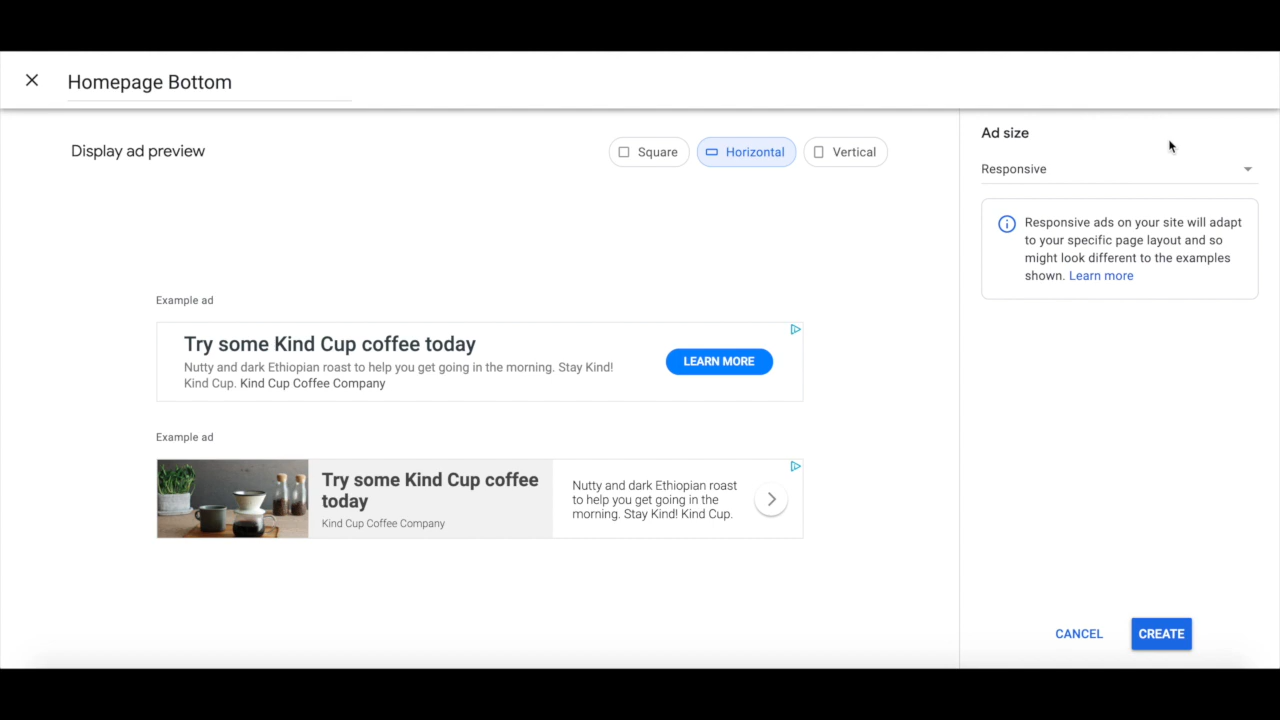 Homepage Bottom
Display ad preview
Square
Horizontal
Vertical
Ad size
Responsive
Responsive ads on your site will adapt
to your specific page layout and so
might look different to the examples
shown. Learn more
Example ad
Try some Kind Cup coffee today
Nutty and dark Ethiopian roast to help you get going in the morning. Stay Kind!
Kind Cup. Kind Cup Coffee Company
LEARN MORE
Example ad
Try some Kind Cup coffee
today
Kind Cup Coffee Company
Nutty and dark Ethiopian roast
to help you get going in the
morning. Stay Kind! Kind Cup.
CANCEL
CREATE